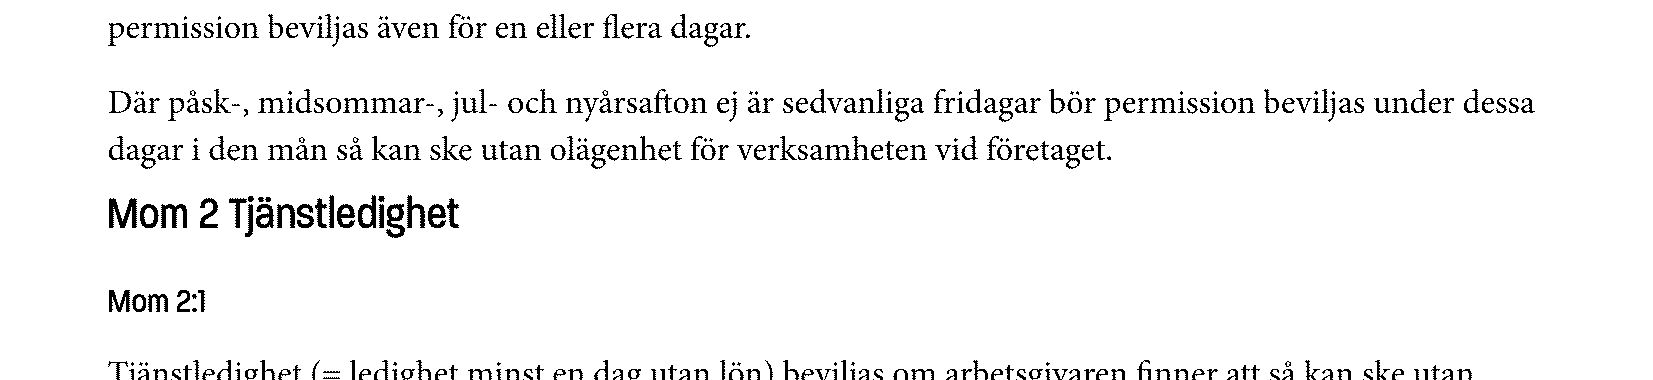 permission beviljas även för en eller flera dagar.
Där påsk-, midsommar-, jul- och nyårsafton ej är sedvanliga fridagar bör permission beviljas under dessa
dagar i den mån så kan ske utan olägenhet för verksamheten vid företaget.
Mom 2 Tjänstledighet
Mom 2:1
Tjänstledighet (= ledighet minst en dag utan lön) beviljas om arbetsgivaren finner att så kan ske utan